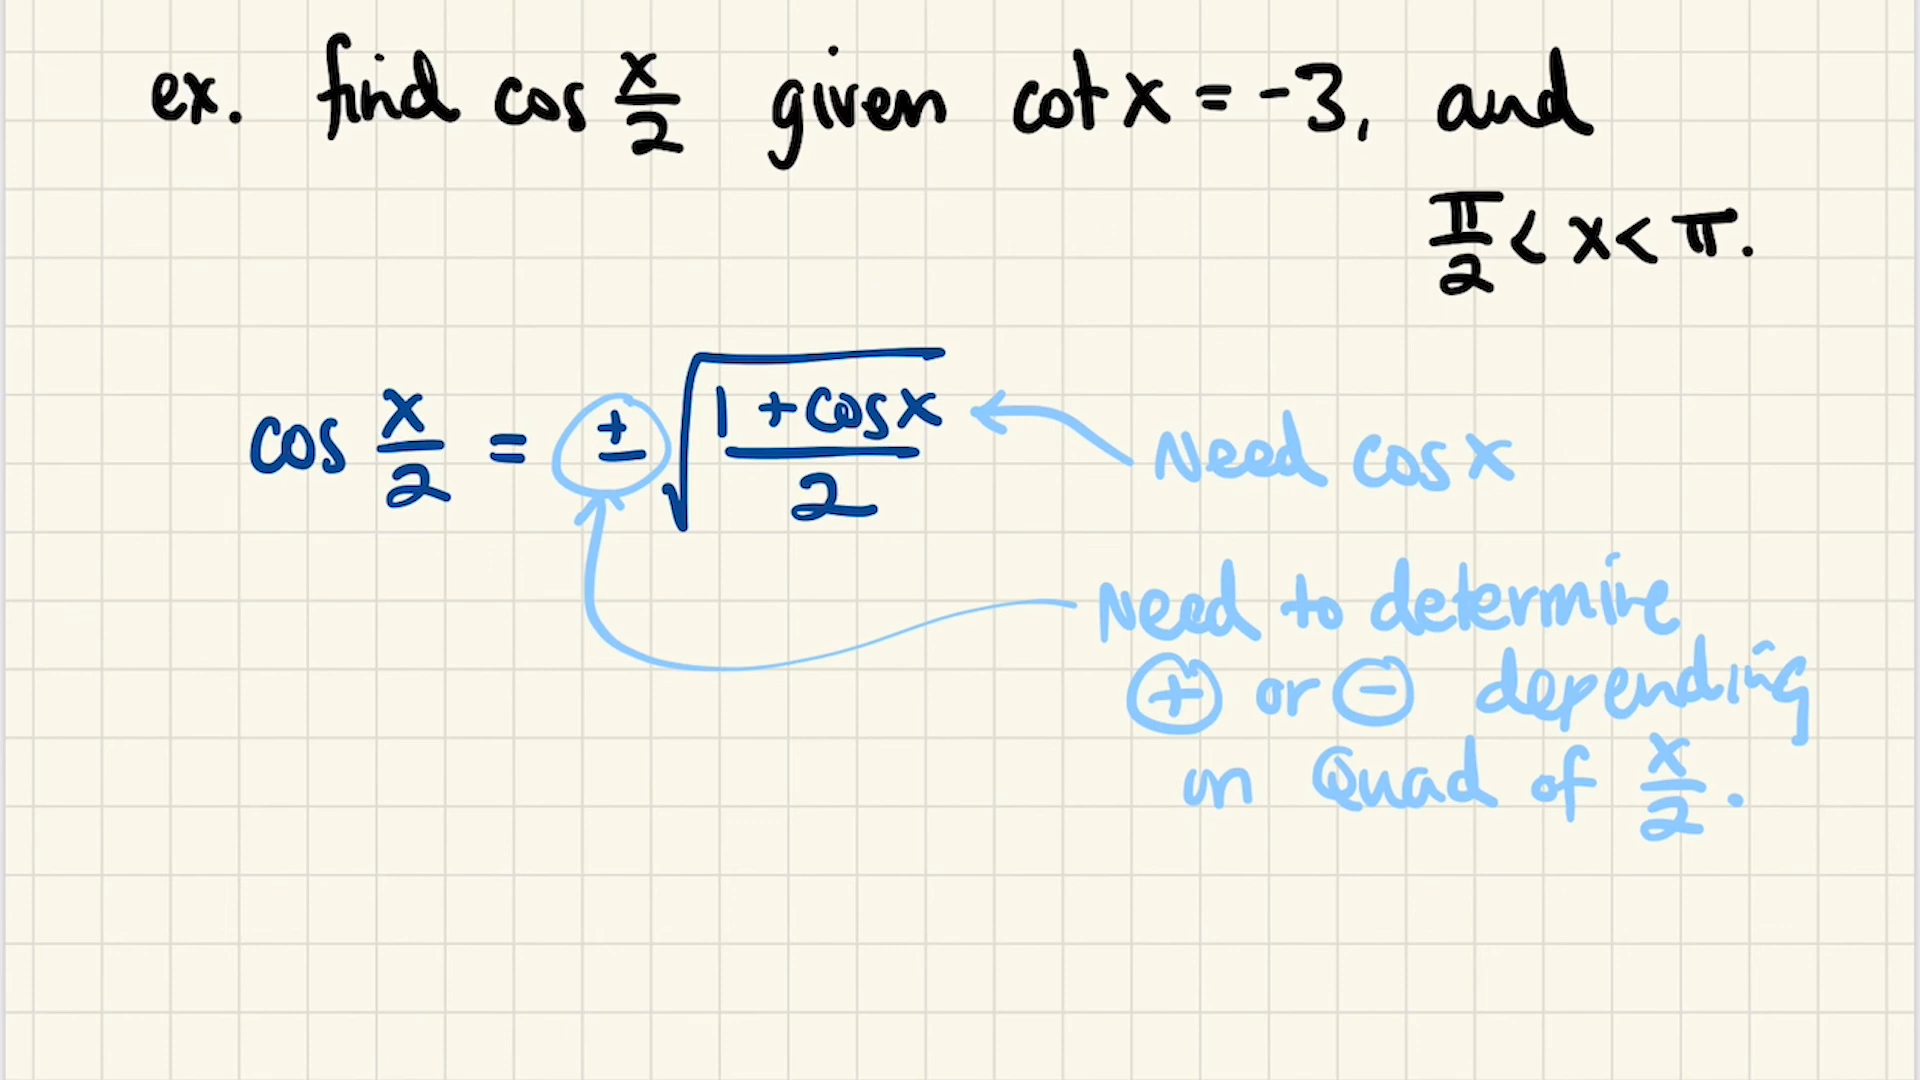 ex. find cos x/2 given cot x = -3, and
π/2 < x < π.
cos x/2 = ± √((1 + cos x)/2)
Need cos x
Need to determine
+ or - depending
on Quad of x/2.